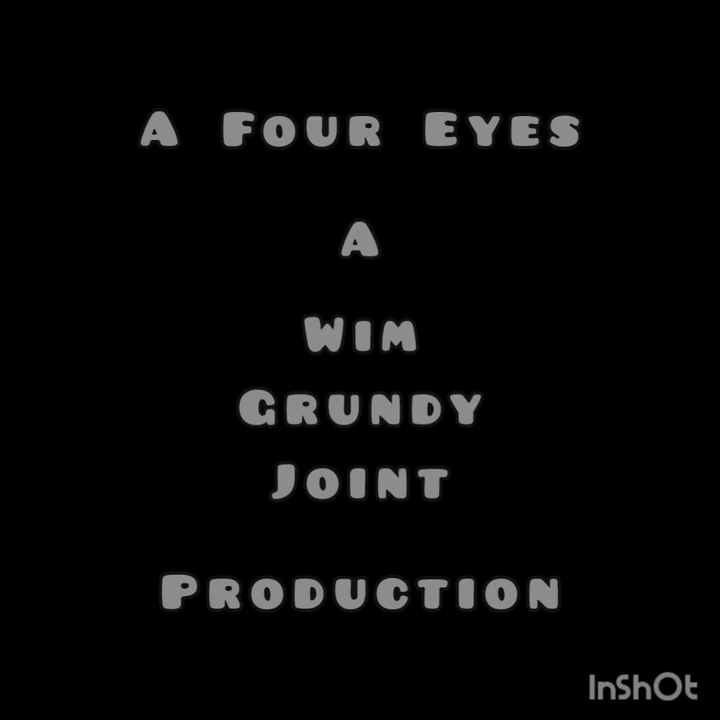 A Four Eyes
A
Wim
Grundy
Joint
Production
InShOt